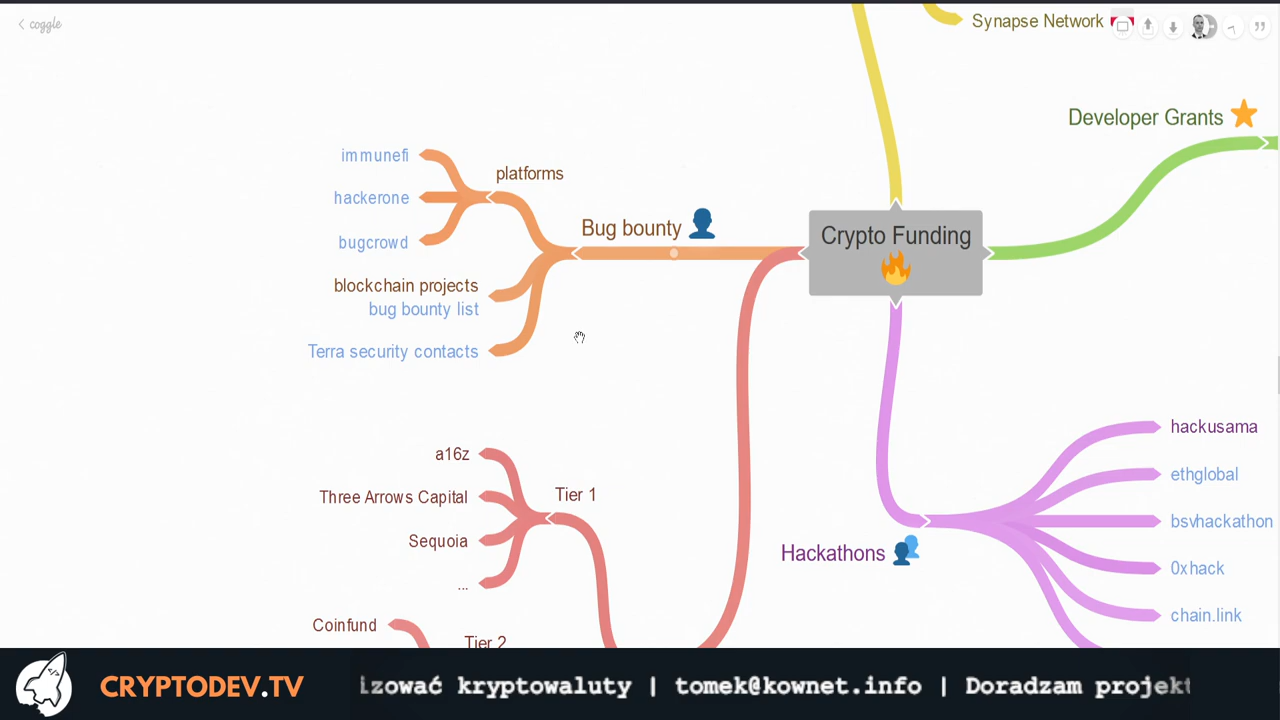 coggle
Synapse Network
Developer Grants
immunefi
platforms
hackerone
bugcrowd
Bug bounty
Crypto Funding
blockchain projects
bug bounty list
Terra security contacts
a16z
Tier 1
Three Arrows Capital
Sequoia
...
Coinfund
Tier 2
hackusama
ethglobal
bsvhackathon
Hackathons
0xhack
chain.link
CRYPTODEV.TV
izować kryptowaluty | tomek@kownet.info | Doradzam projekt